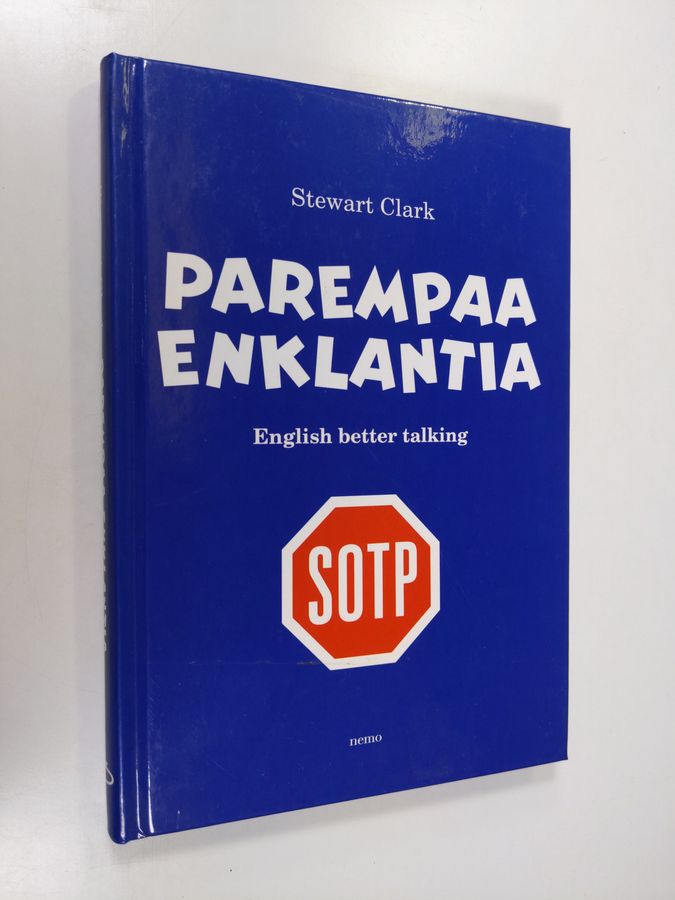 Stewart Clark
PAREMPAA
ENKLANTIA
English better talking
SOTP
nemo